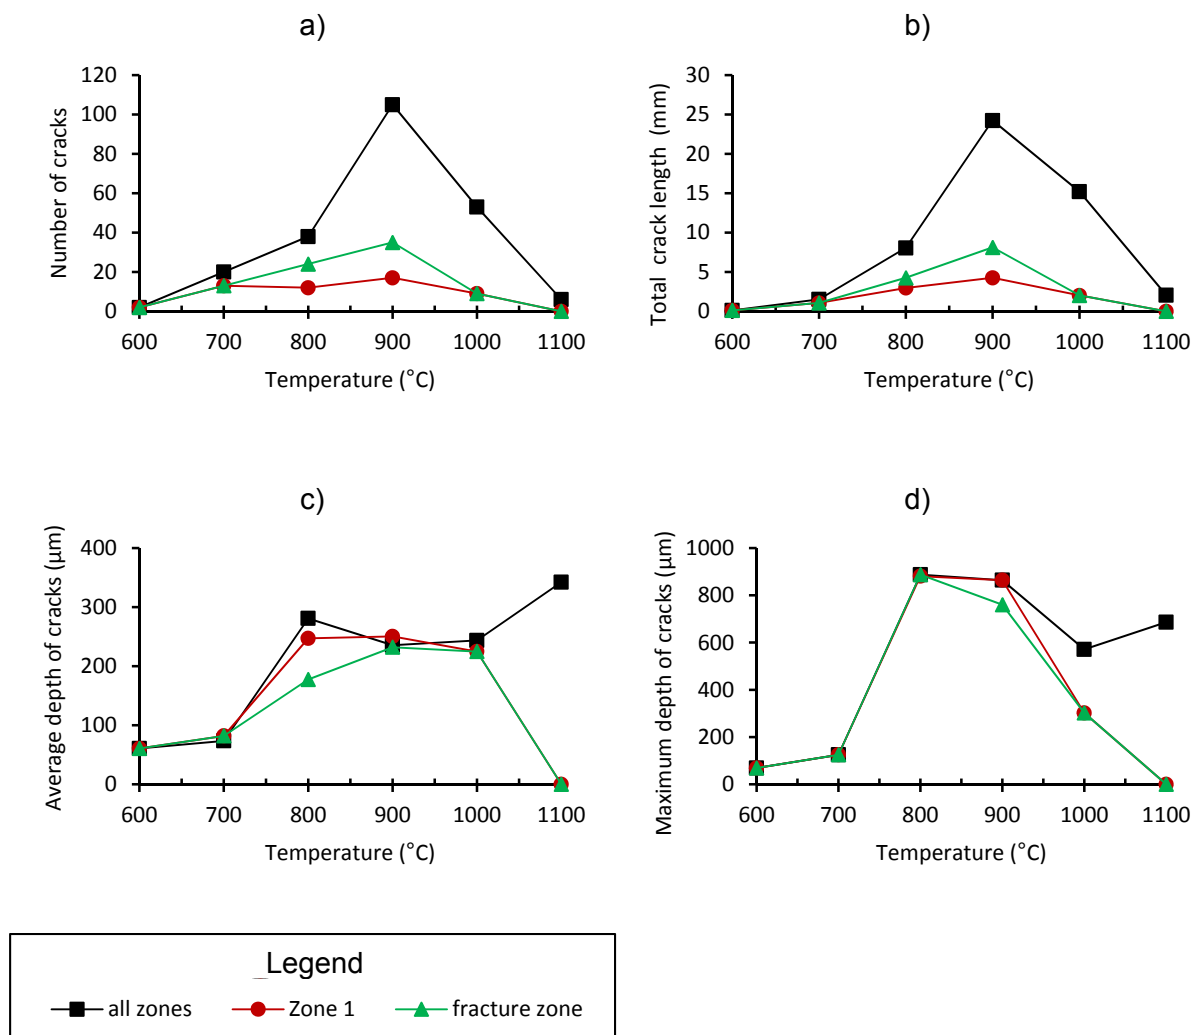 a)
Number of cracks
120
100
80
60
40
20
0
600 700 800 900 1000 1100
Temperature (°C)
b)
Total crack length (mm)
30
25
20
15
10
5
0
600 700 800 900 1000 1100
Temperature (°C)
c)
Average depth of cracks (µm)
400
300
200
100
0
600 700 800 900 1000 1100
Temperature (°C)
d)
Maximum depth of cracks (µm)
1000
800
600
400
200
0
600 700 800 900 1000 1100
Temperature (°C)
Legend
all zones Zone 1 fracture zone